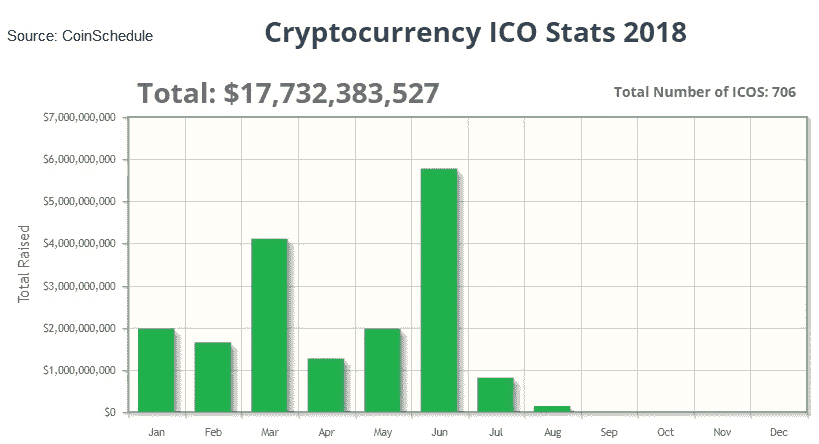 Cryptocurrency ICO Stats 2018
Source: CoinSchedule
Total: $17,732,383,527
Total Number of ICOS: 706
$7,000,000,000
$6,000,000,000
$5,000,000,000
$4,000,000,000
$3,000,000,000
$2,000,000,000
$1,000,000,000
$0
Total Raised
Jan Feb Mar Apr May Jun Jul Aug Sep Oct Nov Dec